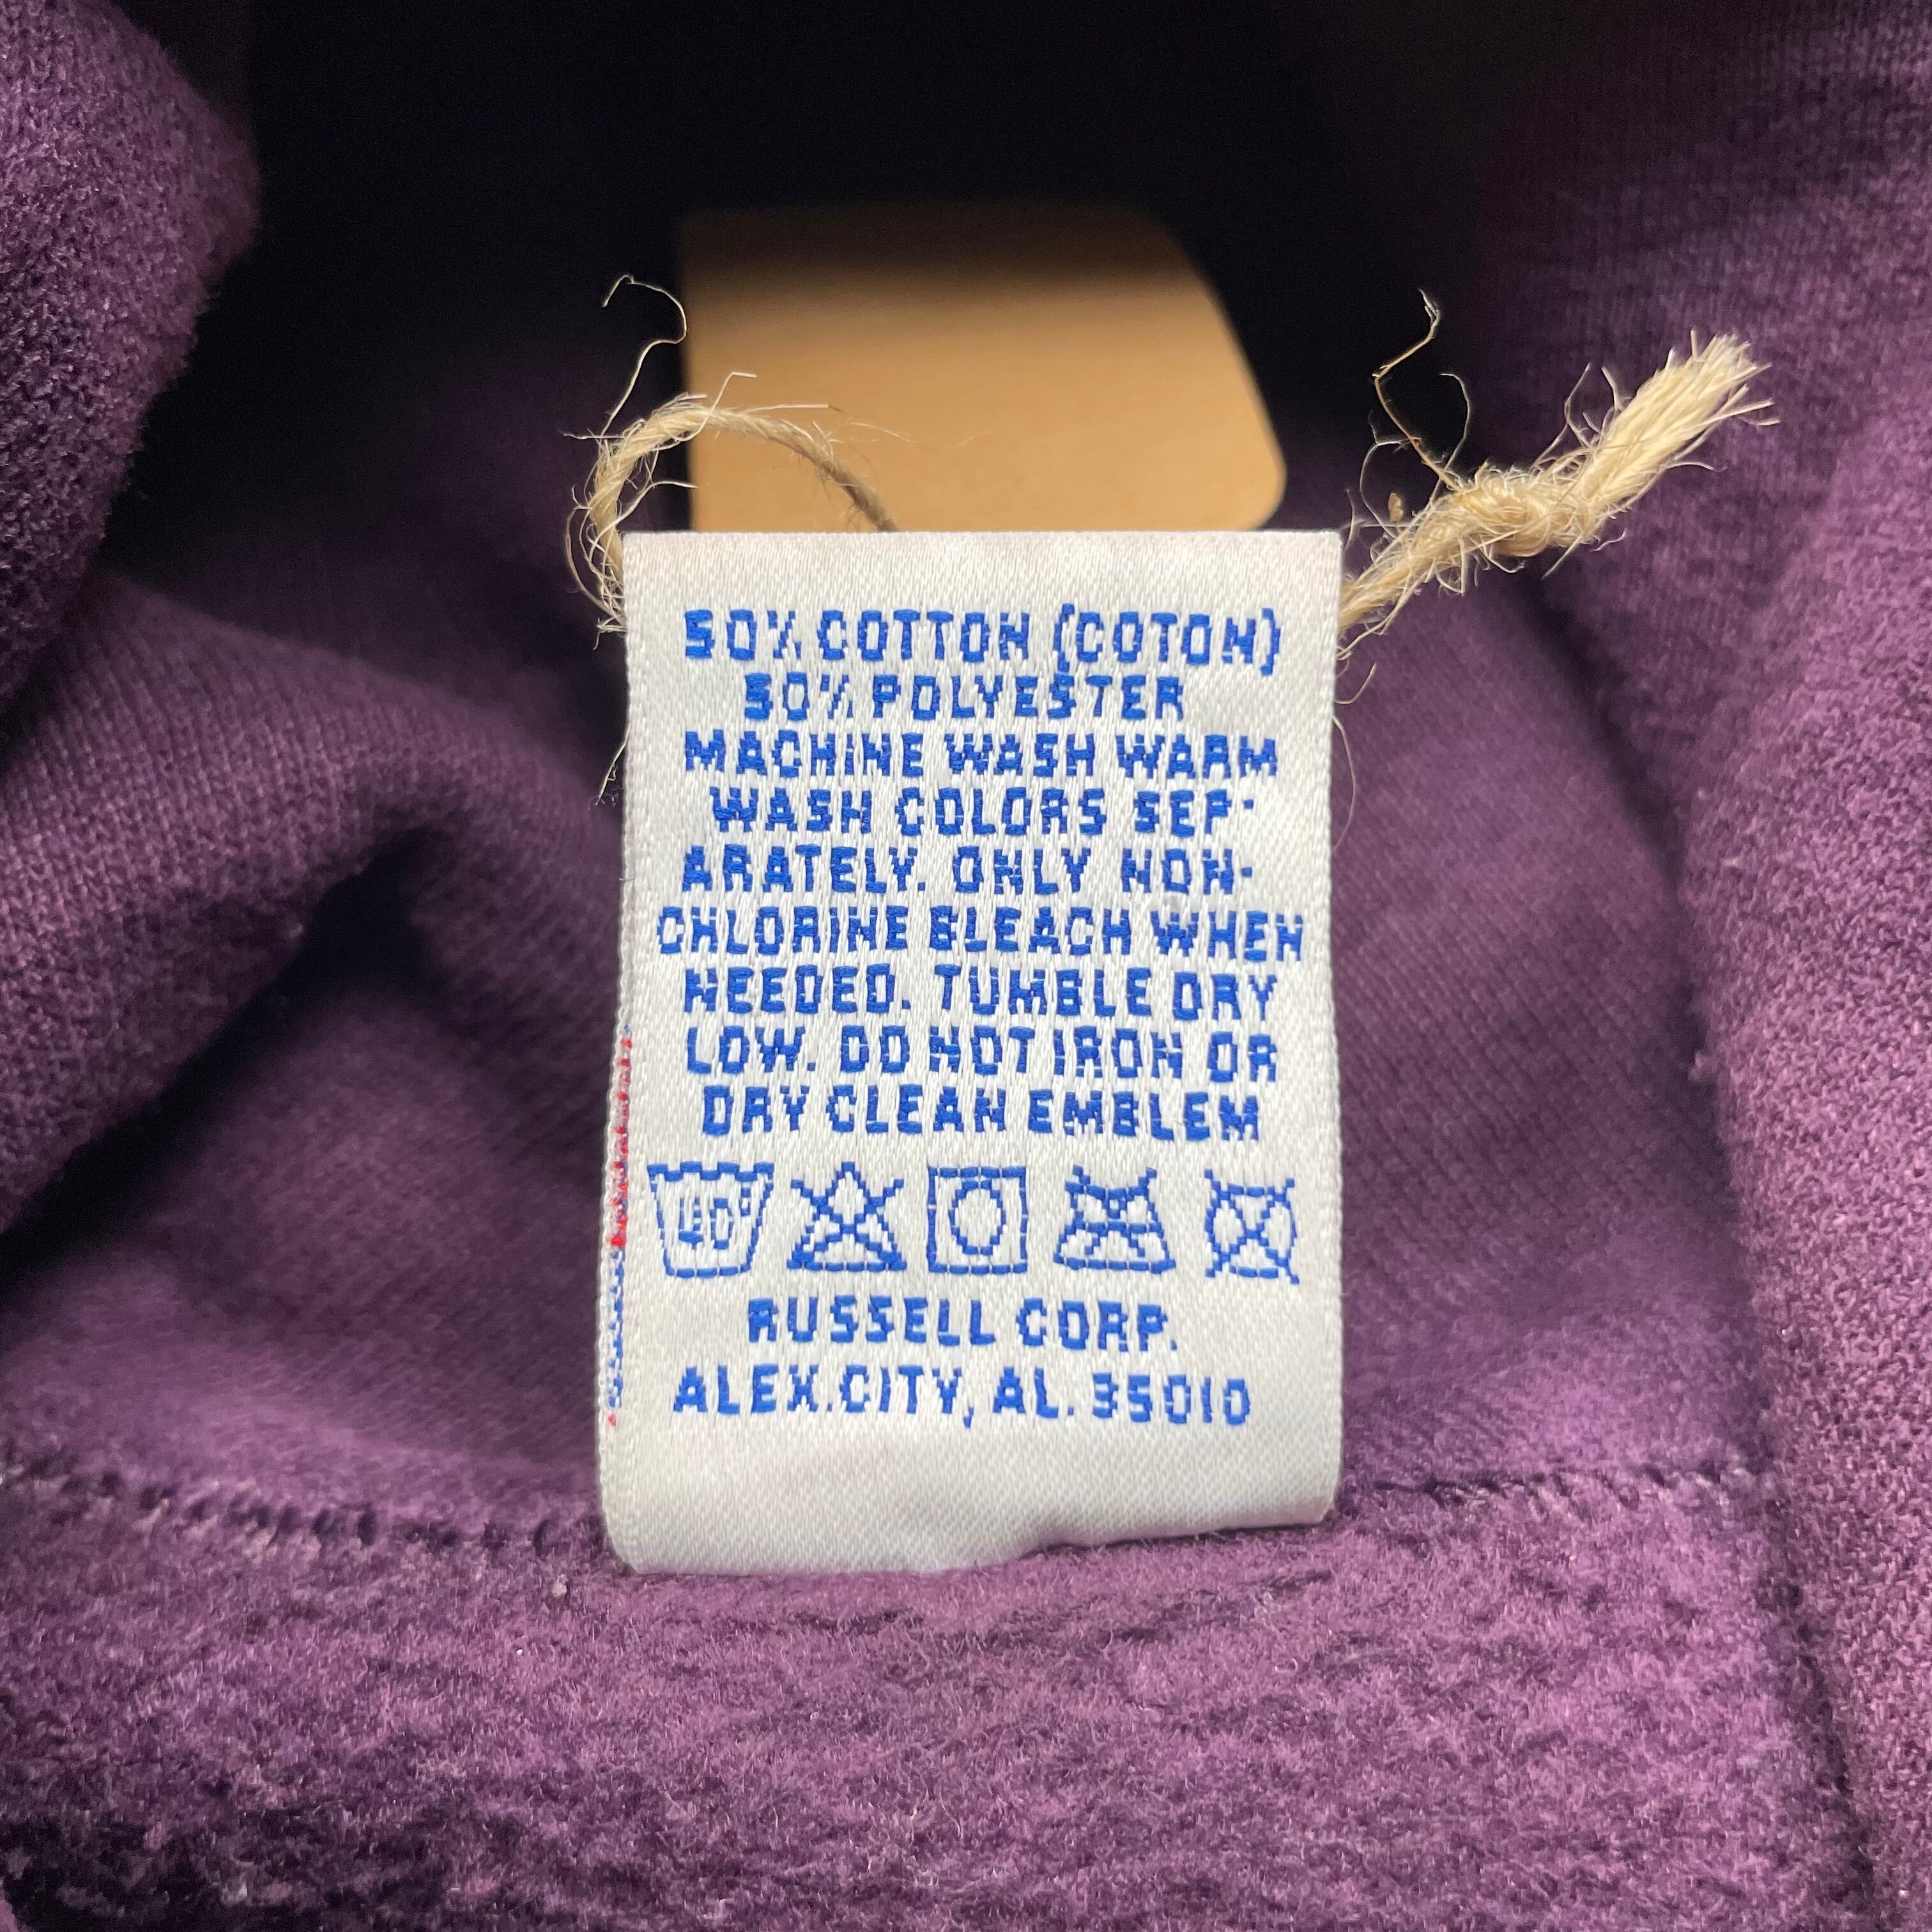 50% COTTON (COTON)
50% POLYESTER
MACHINE WASH WARM
WASH COLORS SEP-
ARATELY. ONLY NON-
CHLORINE BLEACH WHEN
NEEDED. TUMBLE DRY
LOW. DO NOT IRON OR
DRY CLEAN EMBLEM
40°
RUSSELL CORP.
ALEX.CITY, AL. 35010